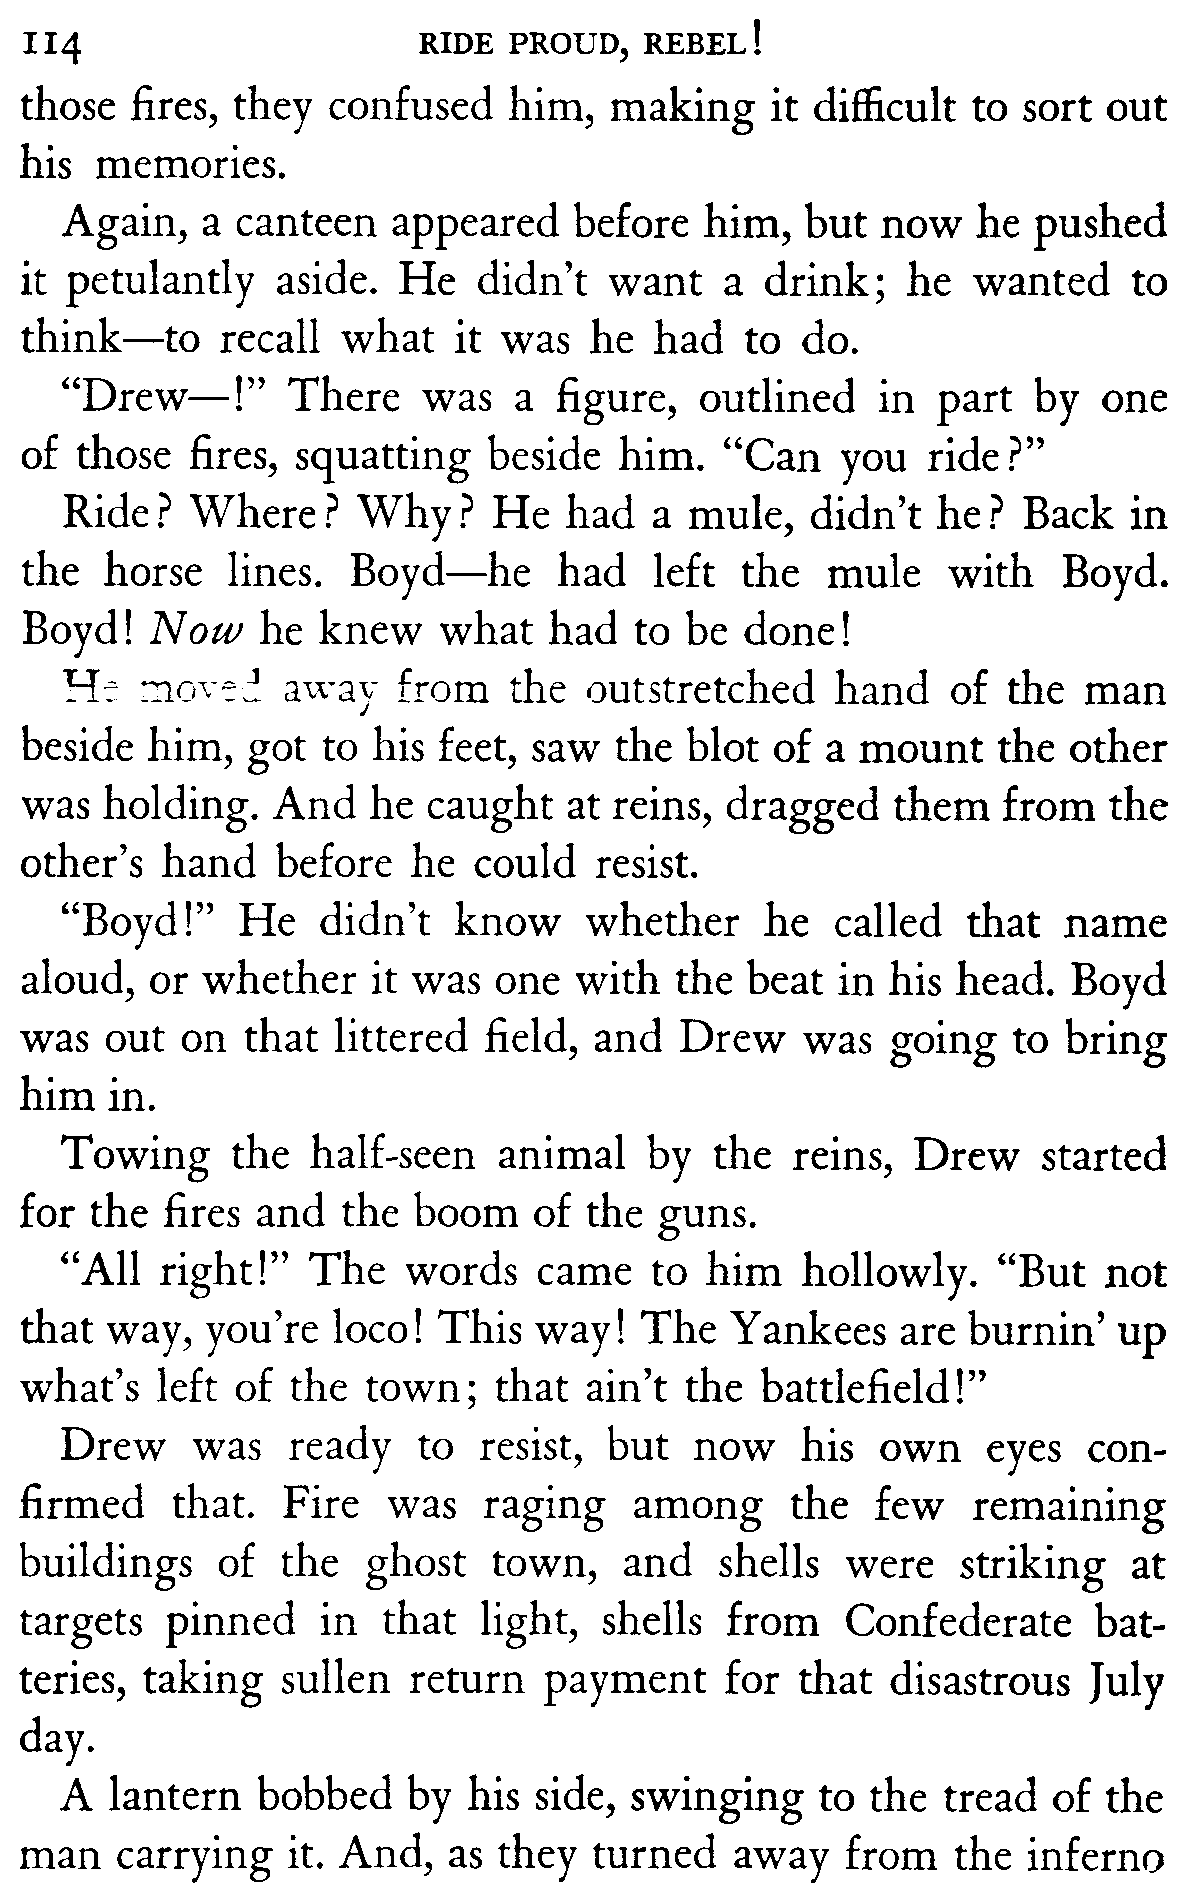 114 RIDE PROUD, REBEL!
those fires, they confused him, making it difficult to sort out
his memories.
Again, a canteen appeared before him, but now he pushed
it petulantly aside. He didn't want a drink; he wanted to
think—to recall what it was he had to do.
“Drew—!” There was a figure, outlined in part by one
of those fires, squatting beside him. “Can you ride?”
Ride? Where? Why? He had a mule, didn't he? Back in
the horse lines. Boyd—he had left the mule with Boyd.
Boyd! Now he knew what had to be done!
He moved away from the outstretched hand of the man
beside him, got to his feet, saw the blot of a mount the other
was holding. And he caught at reins, dragged them from the
other's hand before he could resist.
“Boyd!” He didn't know whether he called that name
aloud, or whether it was one with the beat in his head. Boyd
was out on that littered field, and Drew was going to bring
him in.
Towing the half-seen animal by the reins, Drew started
for the fires and the boom of the guns.
“All right!” The words came to him hollowly. “But not
that way, you're loco! This way! The Yankees are burnin' up
what's left of the town; that ain't the battlefield!”
Drew was ready to resist, but now his own eyes con-
firmed that. Fire was raging among the few remaining
buildings of the ghost town, and shells were striking at
targets pinned in that light, shells from Confederate bat-
teries, taking sullen return payment for that disastrous July
day.
A lantern bobbed by his side, swinging to the tread of the
man carrying it. And, as they turned away from the inferno